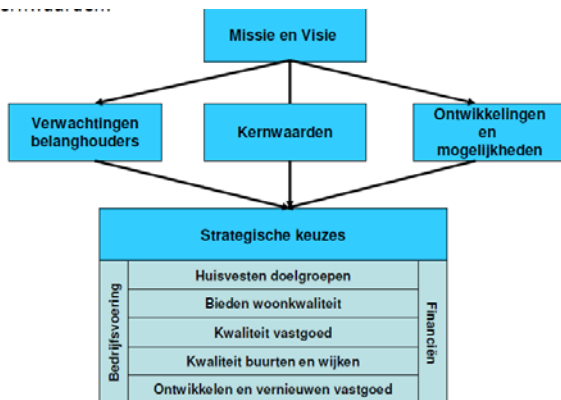 Missie en Visie
Verwachtingen
belanghouders
Kernwaarden
Ontwikkelingen
en
mogelijkheden
Strategische keuzes
Bedrijfsvoering
Huisvesten doelgroepen
Bieden woonkwaliteit
Kwaliteit vastgoed
Kwaliteit buurten en wijken
Ontwikkelen en vernieuwen vastgoed
Financiën